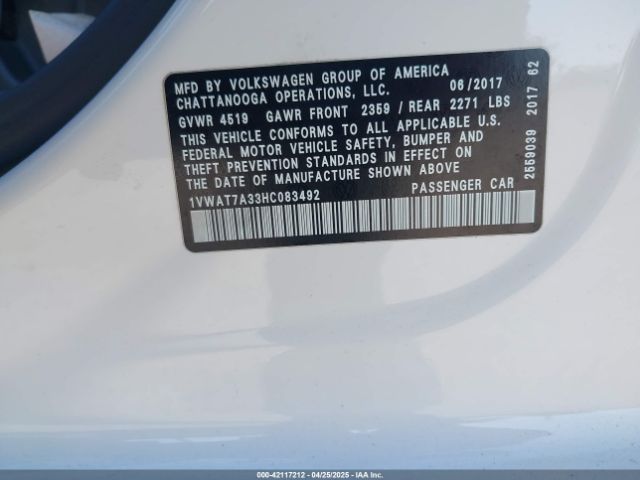 MFD BY VOLKSWAGEN GROUP OF AMERICA
CHATTANOOGA OPERATIONS, LLC. 06/2017
GVWR 4519 GAWR FRONT 2359 / REAR 2271 LBS
THIS VEHICLE CONFORMS TO ALL APPLICABLE U.S.
FEDERAL MOTOR VEHICLE SAFETY, BUMPER AND
THEFT PREVENTION STANDARDS IN EFFECT ON
THE DATE OF MANUFACTURE SHOWN ABOVE
1VWAT7A33HC083492 PASSENGER CAR
2559039 2017 62
000-42117212 - 04/25/2025 - IAA Inc.